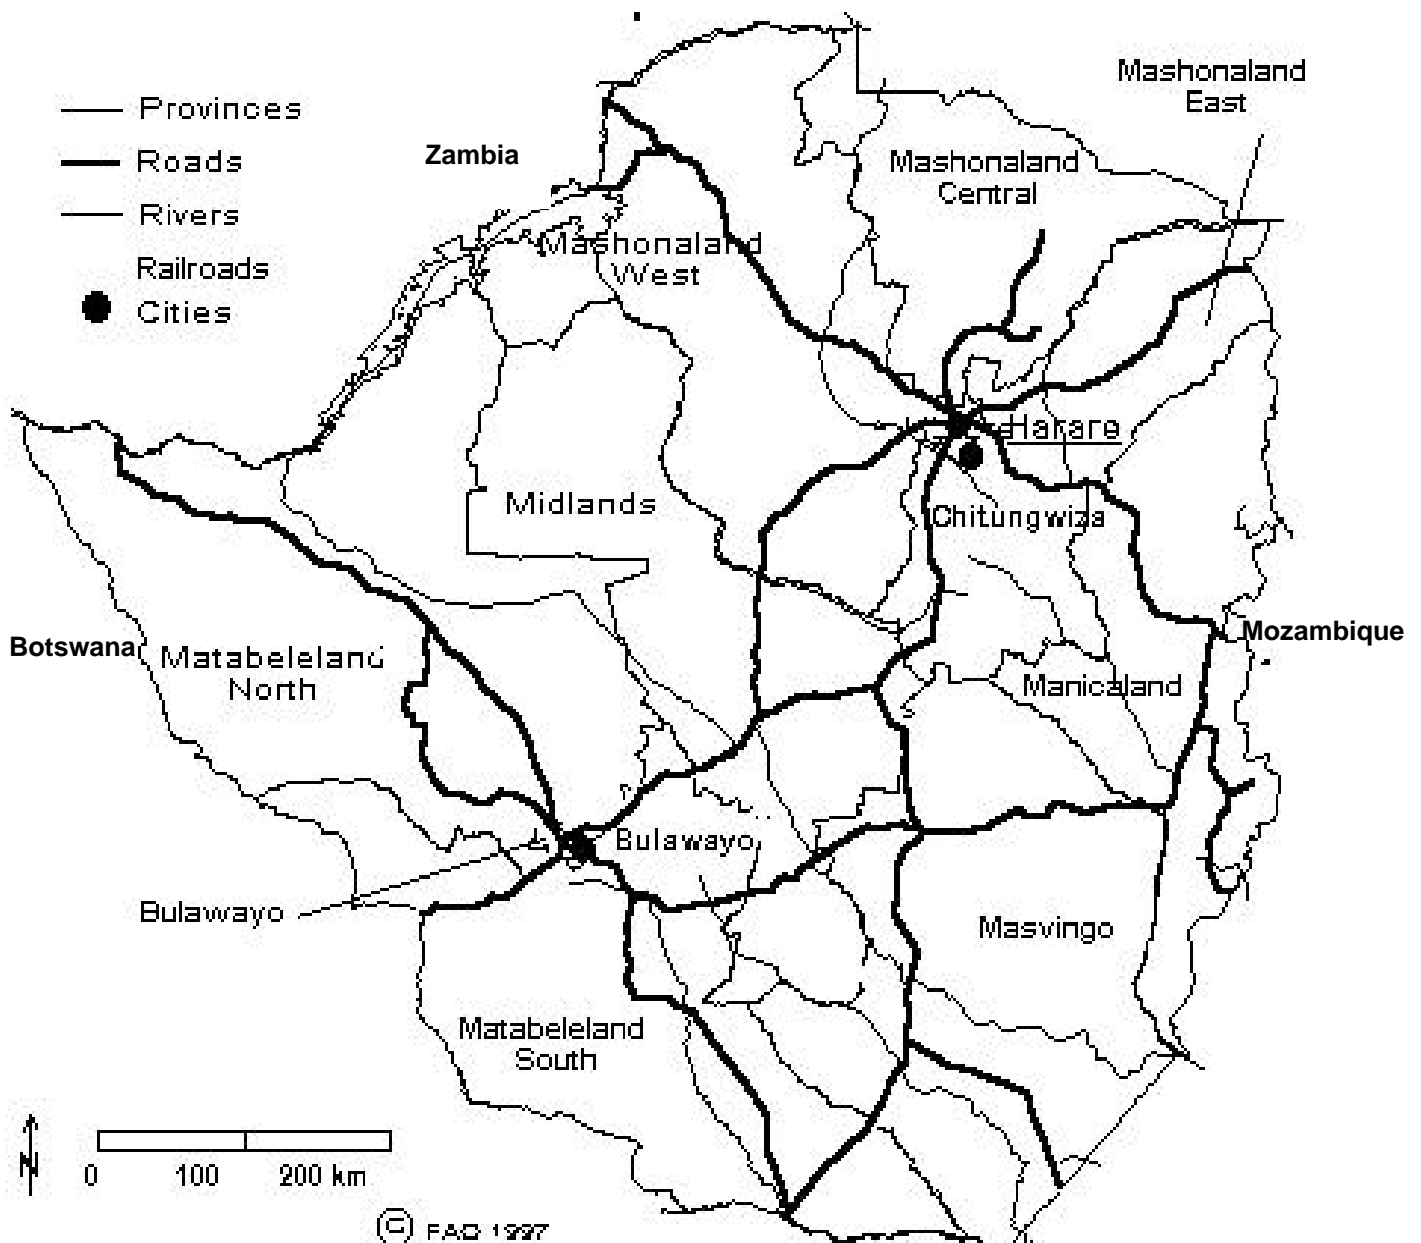 Provinces
Roads
Rivers
Railroads
Cities
Zambia
Mashonaland
East
Mashonaland
Central
Mashonaland
West
Harare
Midlands
Chitungwiza
Botswana
Matabeleland
North
Mozambique
Manicaland
Bulawayo
Bulawayo
Masvingo
Matabeleland
South
N
0 100 200 km
© FAO 1997